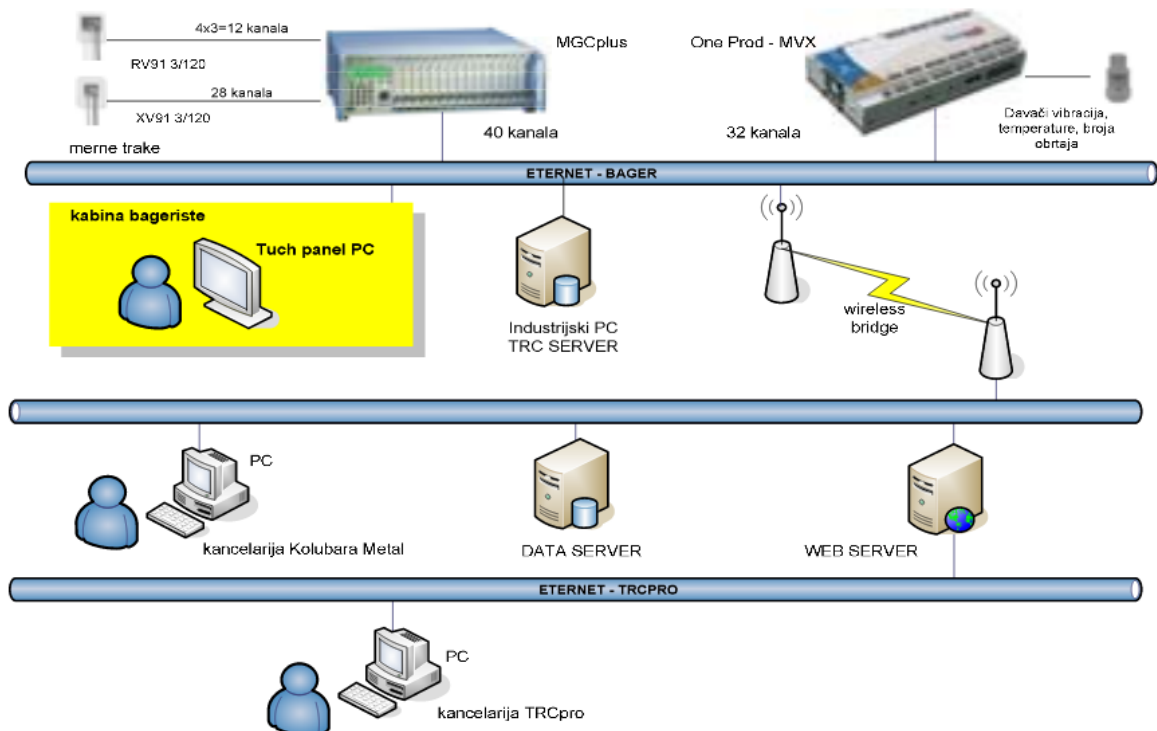 4x3=12 kanala
MGCplus
One Prod - MVX
RV91 3/120
28 kanala
XV91 3/120
40 kanala
32 kanala
Davači vibracija,
temperature, broja
obrtaja
merne trake
ETERNET - BAGER
kabina bageriste
Tuch panel PC
Industrijski PC
TRC SERVER
wireless
bridge
PC
kancelarija Kolubara Metal
DATA SERVER
WEB SERVER
ETERNET - TRCPRO
PC
kancelarija TRCpro